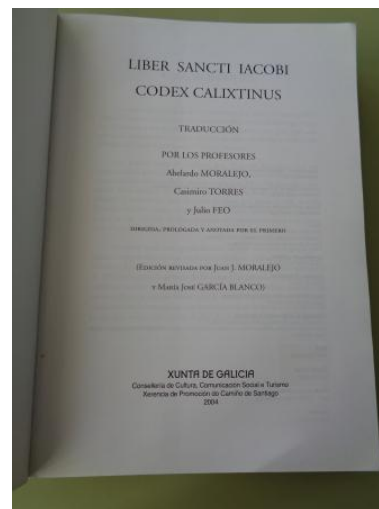 LIBER SANCTI IACOBI
CODEX CALIXTINUS
TRADUCCIÓN
POR LOS PROFESORES
Abelardo MORALEJO,
Casimiro TORRES
y Julio FEO
DIRIGIDA, PROLOGADA Y ANOTADA POR EL PRIMERO
(EDICIÓN REVISADA POR JUAN J. MORALEJO
Y MARÍA JOSÉ GARCÍA BLANCO)
XUNTA DE GALICIA
Consellería de Cultura, Comunicación Social e Turismo
Xerencia de Promoción do Camiño de Santiago
2004